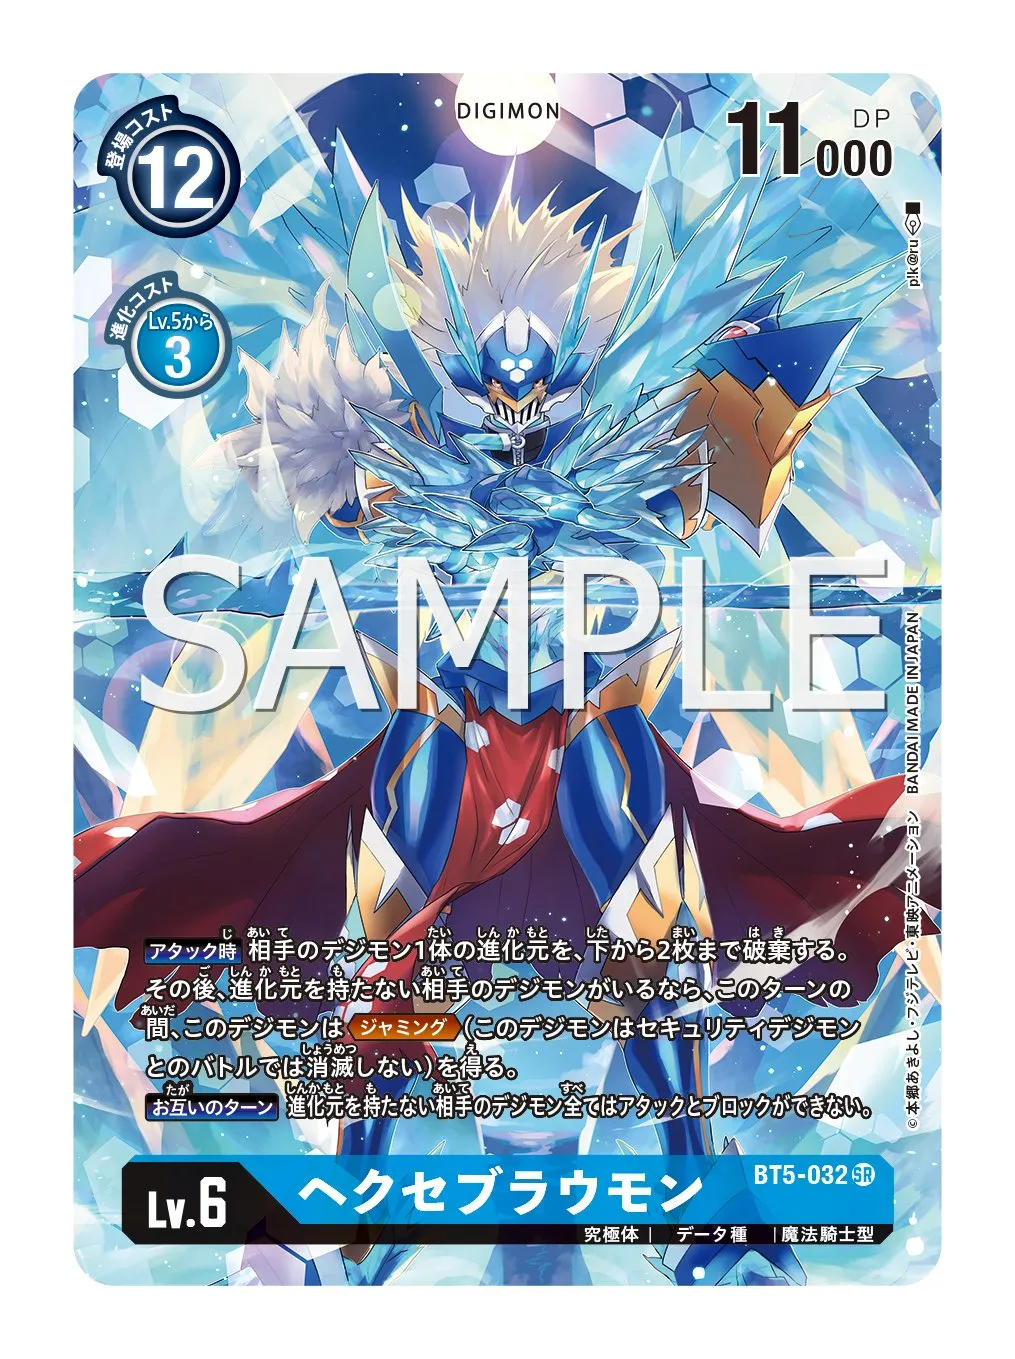 DIGIMON
登場コスト
12
11000
DP
進化コスト
Lv.5から
3
p!k@ru
SAMPLE
アタック時 相手のデジモン1体の進化元を、下から2枚まで破棄する。
その後、進化元を持たない相手のデジモンがいるなら、このターンの
間、このデジモンは ジャミング (このデジモンはセキュリティデジモン
とのバトルでは消滅しない)を得る。
お互いのターン 進化元を持たない相手のデジモン全てはアタックとブロックができない。
©本郷あきよし・フジテレビ・東映アニメーション BANDAI MADE IN JAPAN
Lv.6
ヘクセブラウモン
BT5-032 SR
究極体 | データ種 | 魔法騎士型